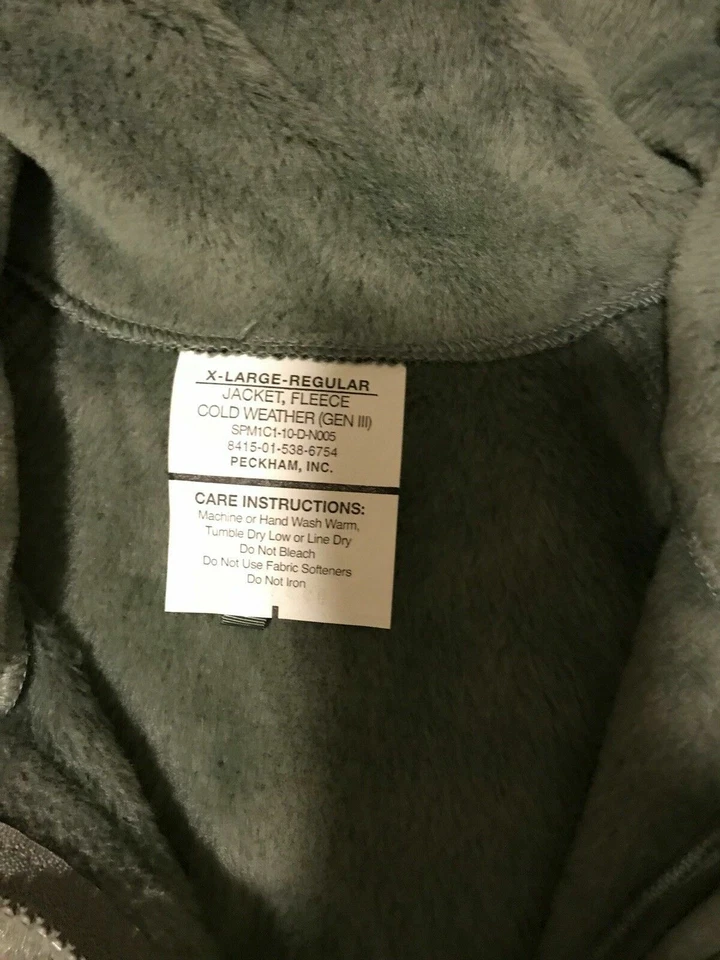 X-LARGE-REGULAR
JACKET, FLEECE
COLD WEATHER (GEN III)
SPM1C1-10-D-N005
8415-01-538-6754
PECKHAM, INC.
CARE INSTRUCTIONS:
Machine or Hand Wash Warm,
Tumble Dry Low or Line Dry
Do Not Bleach
Do Not Use Fabric Softeners
Do Not Iron